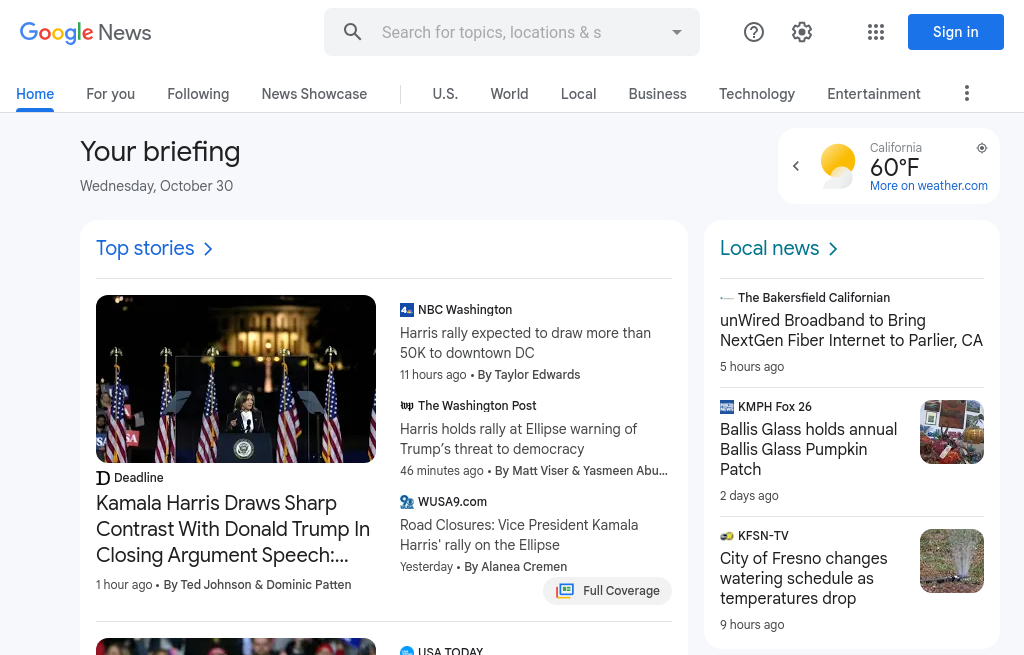 Google News
Search for topics, locations & s
Sign in
Home
For you
Following
News Showcase
U.S.
World
Local
Business
Technology
Entertainment
Your briefing
Wednesday, October 30
California
60°F
More on weather.com
Top stories
Deadline
Kamala Harris Draws Sharp
Contrast With Donald Trump In
Closing Argument Speech:...
1 hour ago • By Ted Johnson & Dominic Patten
NBC Washington
Harris rally expected to draw more than
50K to downtown DC
11 hours ago • By Taylor Edwards
The Washington Post
Harris holds rally at Ellipse warning of
Trump’s threat to democracy
46 minutes ago • By Matt Viser & Yasmeen Abu...
WUSA9.com
Road Closures: Vice President Kamala
Harris' rally on the Ellipse
Yesterday • By Alanea Cremen
Full Coverage
USA TODAY
Local news
The Bakersfield Californian
unWired Broadband to Bring
NextGen Fiber Internet to Parlier, CA
5 hours ago
KMPH Fox 26
Ballis Glass holds annual
Ballis Glass Pumpkin
Patch
2 days ago
KFSN-TV
City of Fresno changes
watering schedule as
temperatures drop
9 hours ago